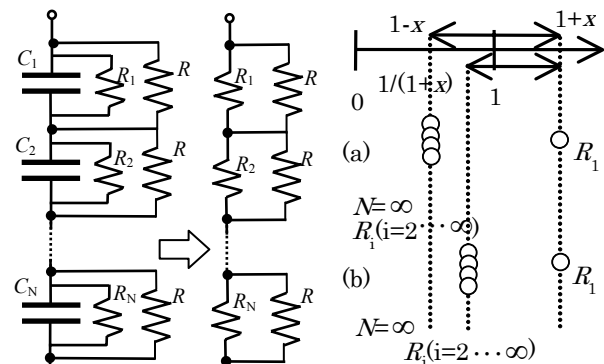 C1
R1
R
R1
R
C2
R2
R
R2
R
CN
RN
R
RN
R
1-x
1+x
1/(1+x)
0
1
(a)
R1
N=∞
Ri(i=2 ··· ∞)
(b)
R1
N=∞
Ri(i=2 ··· ∞)